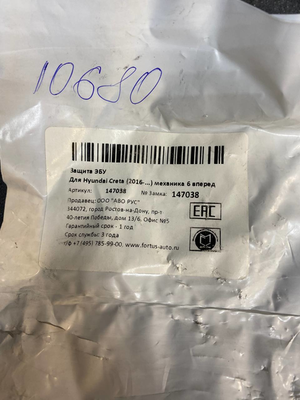 10680
Защита ЭБУ
Для Hyundai Creta (2016-...) механика 6 вперед
Артикул: 147038 № Замка: 147038
Продавец: ООО "АВО РУС"
344072, город Ростов-на-Дону, пр-т
40-летия Победы, дом 13/6, Офис №5
Гарантийный срок - 1 год
Срок службы: 3 года
т/ф +7 (495) 785-99-00, www.fortus-auto.ru
EAC